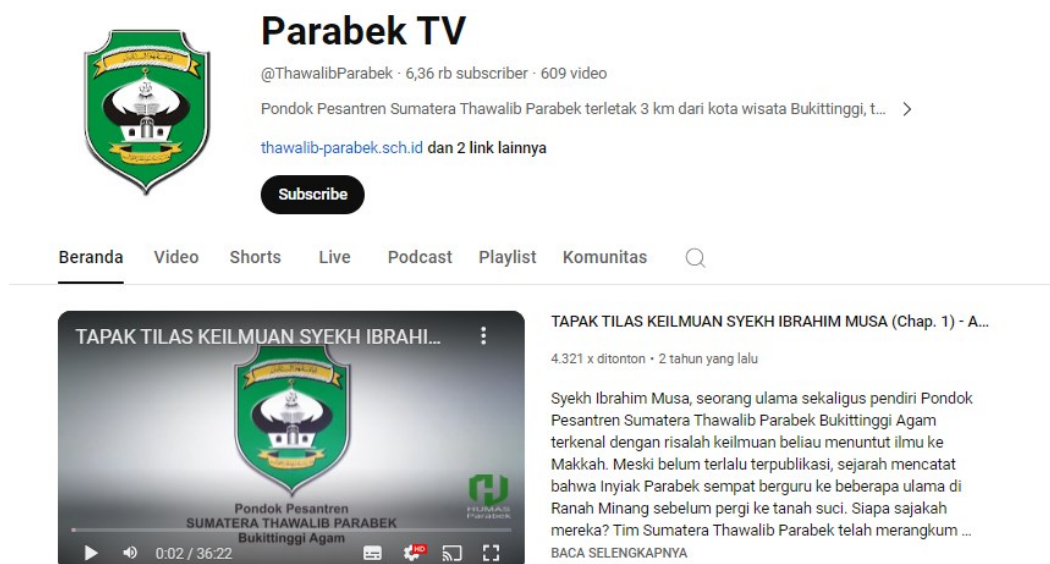 Parabek TV
@ThawalibParabek · 6,36 rb subscriber · 609 video
Pondok Pesantren Sumatera Thawalib Parabek terletak 3 km dari kota wisata Bukittinggi, t...
thawalib-parabek.sch.id dan 2 link lainnya
Subscribe
Beranda Video Shorts Live Podcast Playlist Komunitas
TAPAK TILAS KEILMUAN SYEKH IBRAHI...
Pondok Pesantren
SUMATERA THAWALIB PARABEK
Bukittinggi Agam
HUMAS
Parabek
0:02 / 36:22
HD
TAPAK TILAS KEILMUAN SYEKH IBRAHIM MUSA (Chap. 1) - A...
4.321 x ditonton • 2 tahun yang lalu
Syekh Ibrahim Musa, seorang ulama sekaligus pendiri Pondok
Pesantren Sumatera Thawalib Parabek Bukittinggi Agam
terkenal dengan risalah keilmuan beliau menuntut ilmu ke
Makkah. Meski belum terlalu terpublikasi, sejarah mencatat
bahwa Inyiak Parabek sempat berguru ke beberapa ulama di
Ranah Minang sebelum pergi ke tanah suci. Siapa sajakah
mereka? Tim Sumatera Thawalib Parabek telah merangkum ...
BACA SELENGKAPNYA